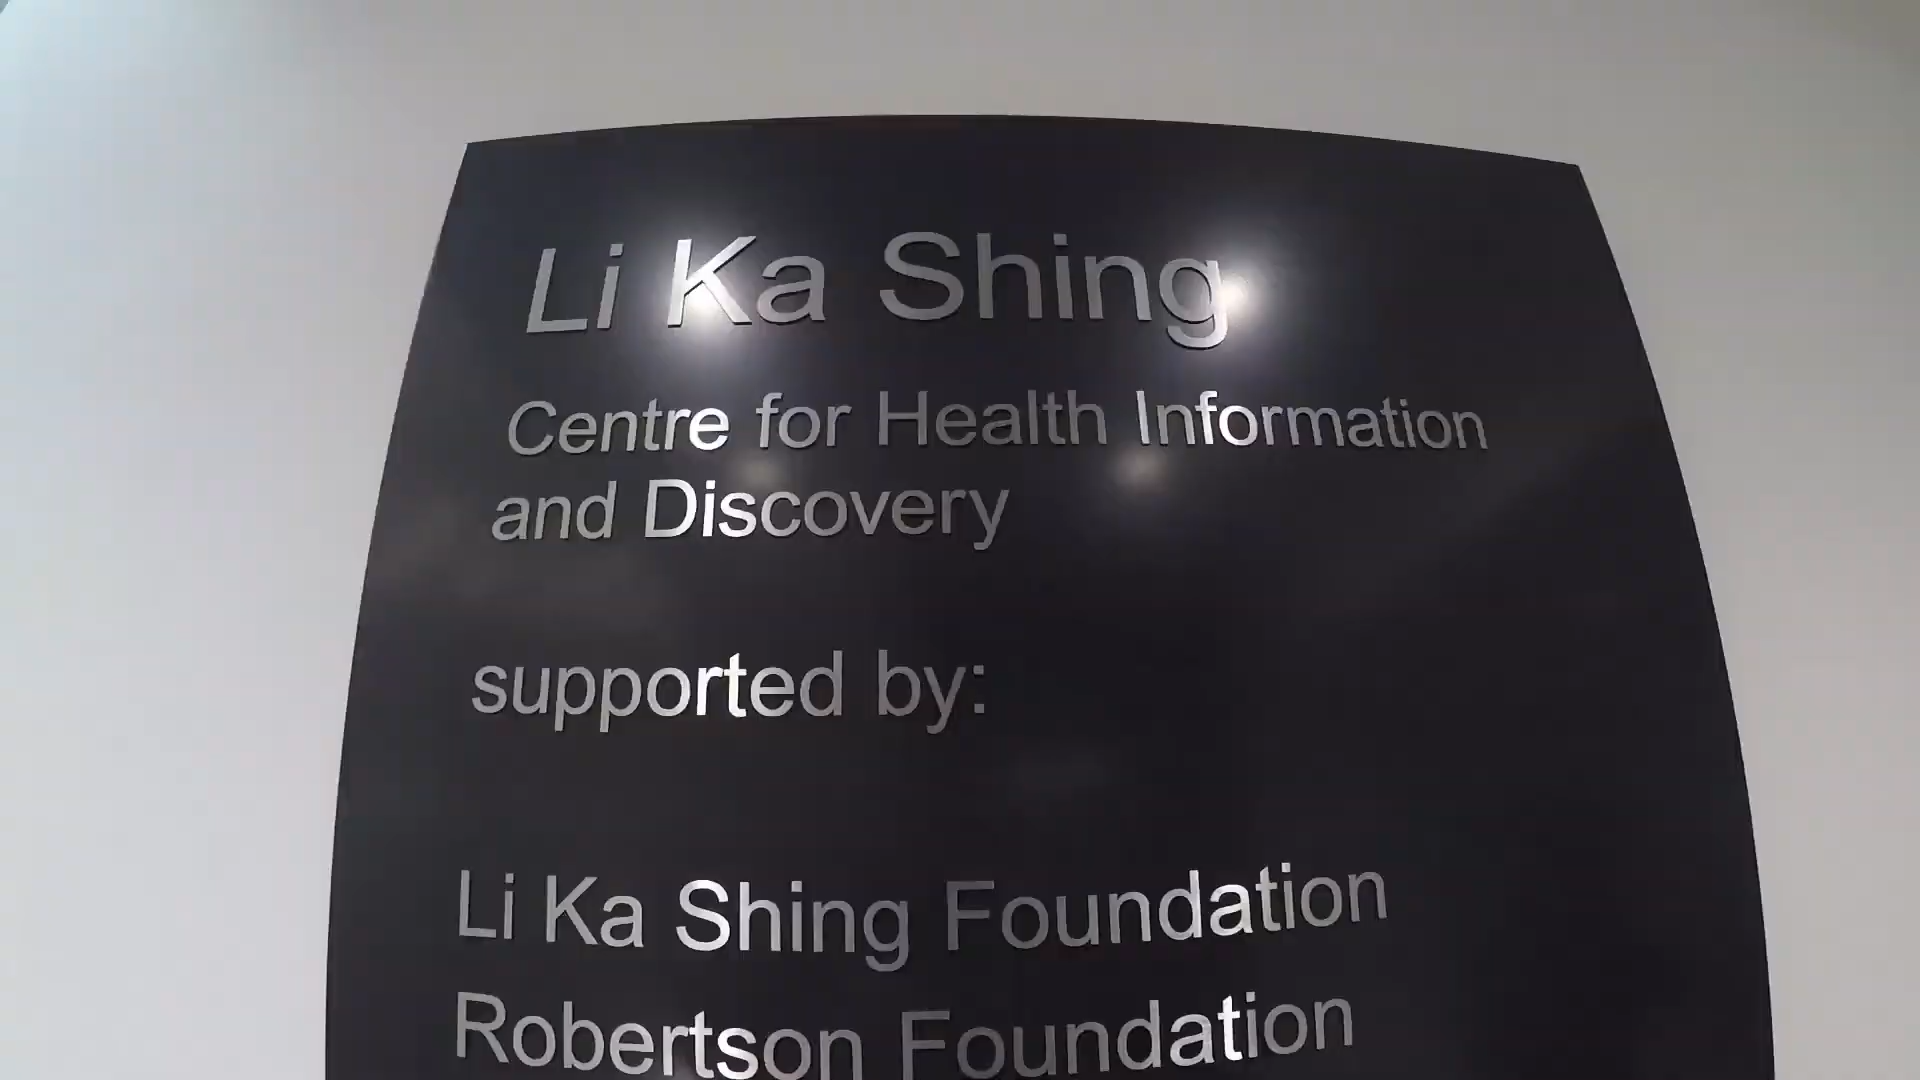 Li Ka Shing
Centre for Health Information
and Discovery
supported by:
Li Ka Shing Foundation
Robertson Foundation